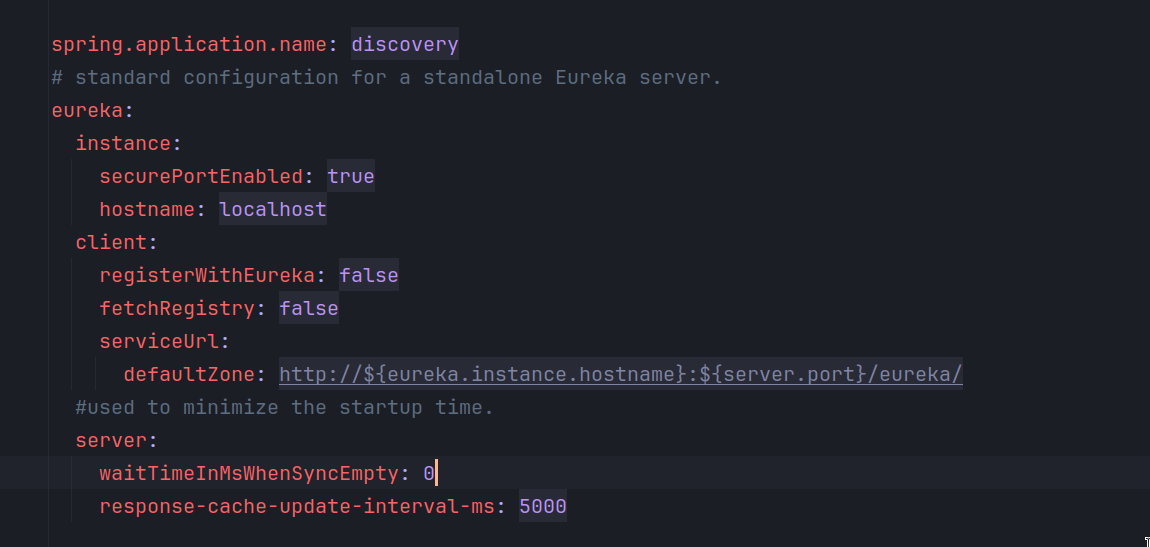 spring.application.name: discovery
# standard configuration for a standalone Eureka server.
eureka:
  instance:
    securePortEnabled: true
    hostname: localhost
  client:
    registerWithEureka: false
    fetchRegistry: false
    serviceUrl:
      defaultZone: http://${eureka.instance.hostname}:${server.port}/eureka/
  #used to minimize the startup time.
  server:
    waitTimeInMsWhenSyncEmpty: 0
    response-cache-update-interval-ms: 5000